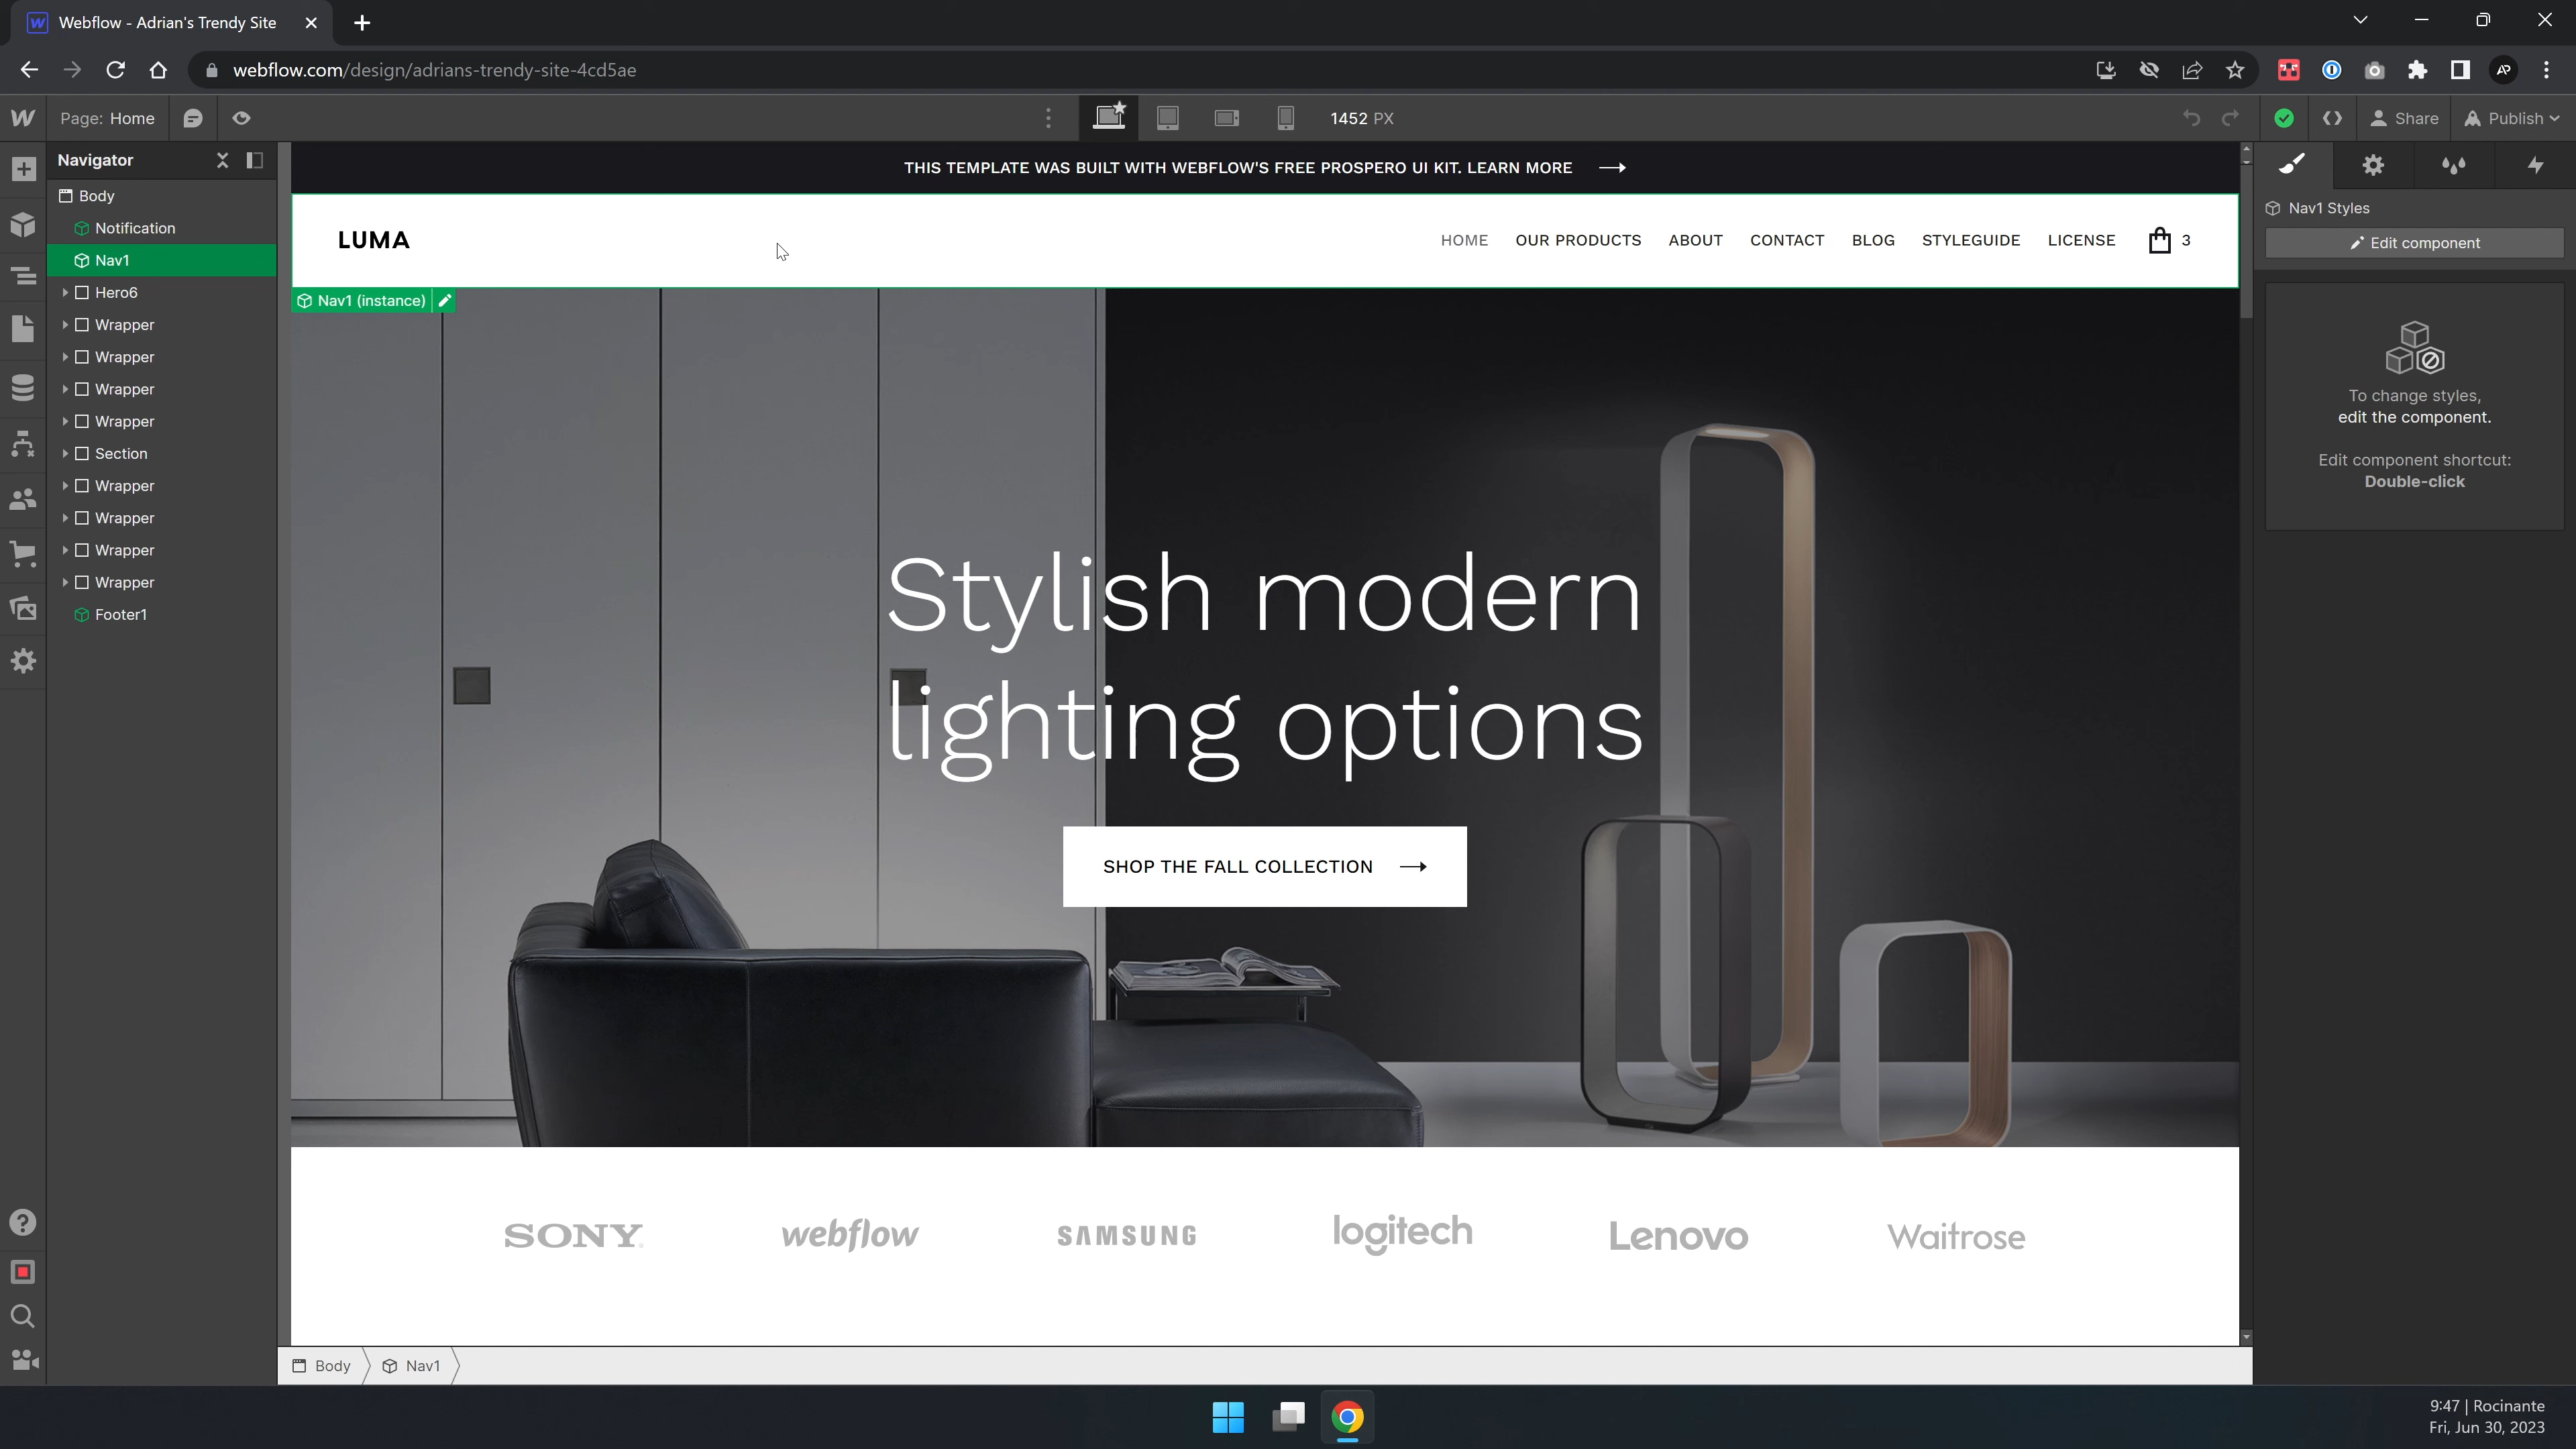 Webflow - Adrian's Trendy Site
webflow.com/design/adrians-trendy-site-4cd5ae
AP
Page: Home
1452 PX
Share
Publish
Navigator
Body
Notification
Nav1
Hero6
Wrapper
Wrapper
Wrapper
Wrapper
Section
Wrapper
Wrapper
Wrapper
Wrapper
Footer1
THIS TEMPLATE WAS BUILT WITH WEBFLOW'S FREE PROSPERO UI KIT. LEARN MORE
LUMA
HOME OUR PRODUCTS ABOUT CONTACT BLOG STYLEGUIDE LICENSE 3
Nav1 (instance)
Stylish modern
lighting options
SHOP THE FALL COLLECTION
SONY webflow SAMSUNG logitech Lenovo Waitrose
Body Nav1
Nav1 Styles
Edit component
To change styles,
edit the component.
Edit component shortcut:
Double-click
9:47 | Rocinante
Fri, Jun 30, 2023